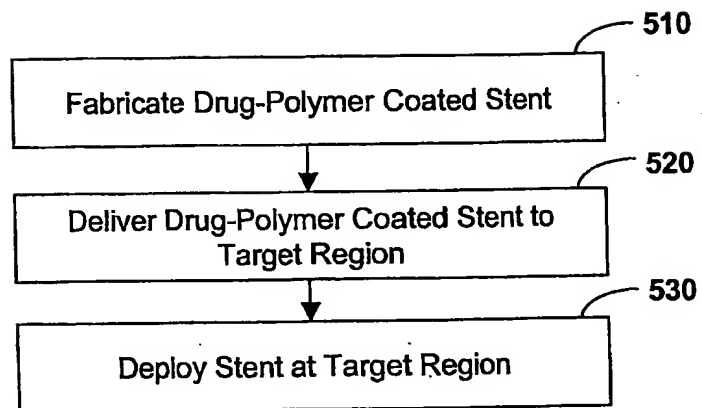 510
Fabricate Drug-Polymer Coated Stent
520
Deliver Drug-Polymer Coated Stent to
Target Region
530
Deploy Stent at Target Region